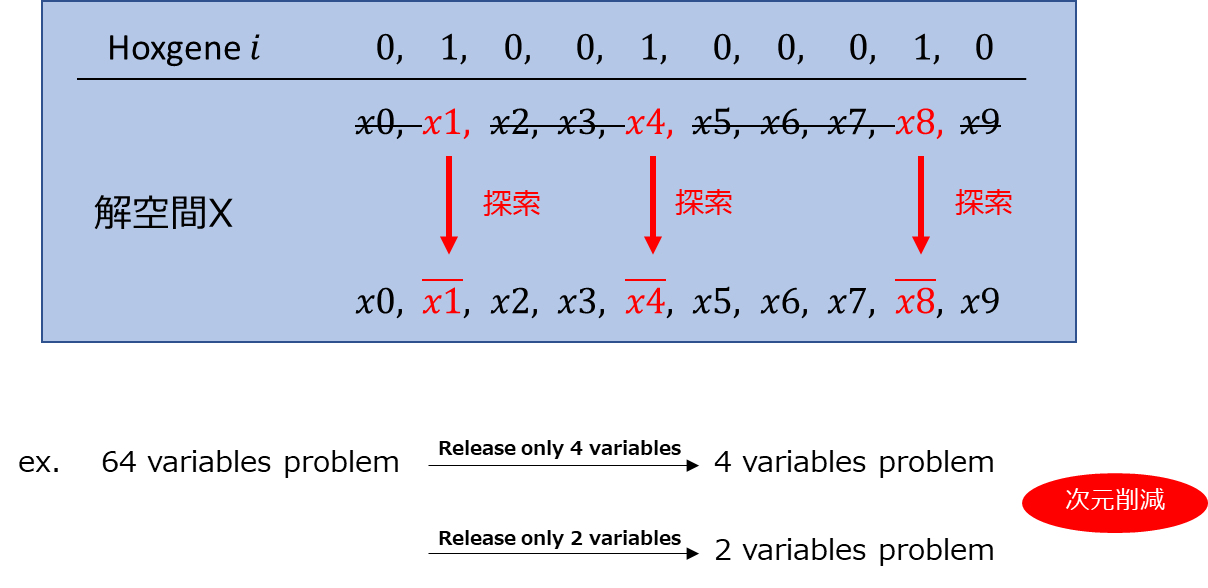 Hoxgene i 0, 1, 0, 0, 1, 0, 0, 0, 1, 0
x0, x1, x2, x3, x4, x5, x6, x7, x8, x9
探索 探索 探索
解空間X
x0, x̅1̅, x2, x3, x̅4̅, x5, x6, x7, x̅8̅, x9
ex. 64 variables problem Release only 4 variables 4 variables problem
次元削減
Release only 2 variables 2 variables problem